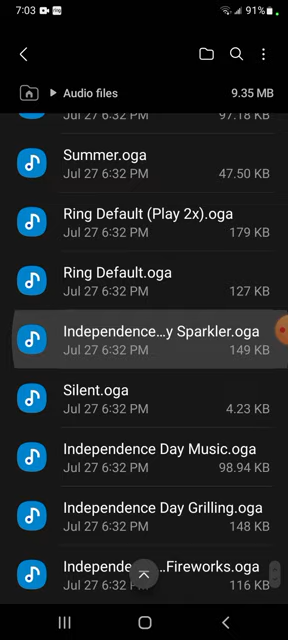 7:03
91%
Audio files
9.35 MB
Jul 27 6:32 PM 97.18 KB
Summer.oga
Jul 27 6:32 PM 47.50 KB
Ring Default (Play 2x).oga
Jul 27 6:32 PM 179 KB
Ring Default.oga
Jul 27 6:32 PM 127 KB
Independence...y Sparkler.oga
Jul 27 6:32 PM 149 KB
Silent.oga
Jul 27 6:32 PM 4.23 KB
Independence Day Music.oga
Jul 27 6:32 PM 98.94 KB
Independence Day Grilling.oga
Jul 27 6:32 PM 148 KB
Fireworks.oga
Jul 27 6:32 PM 116 KB